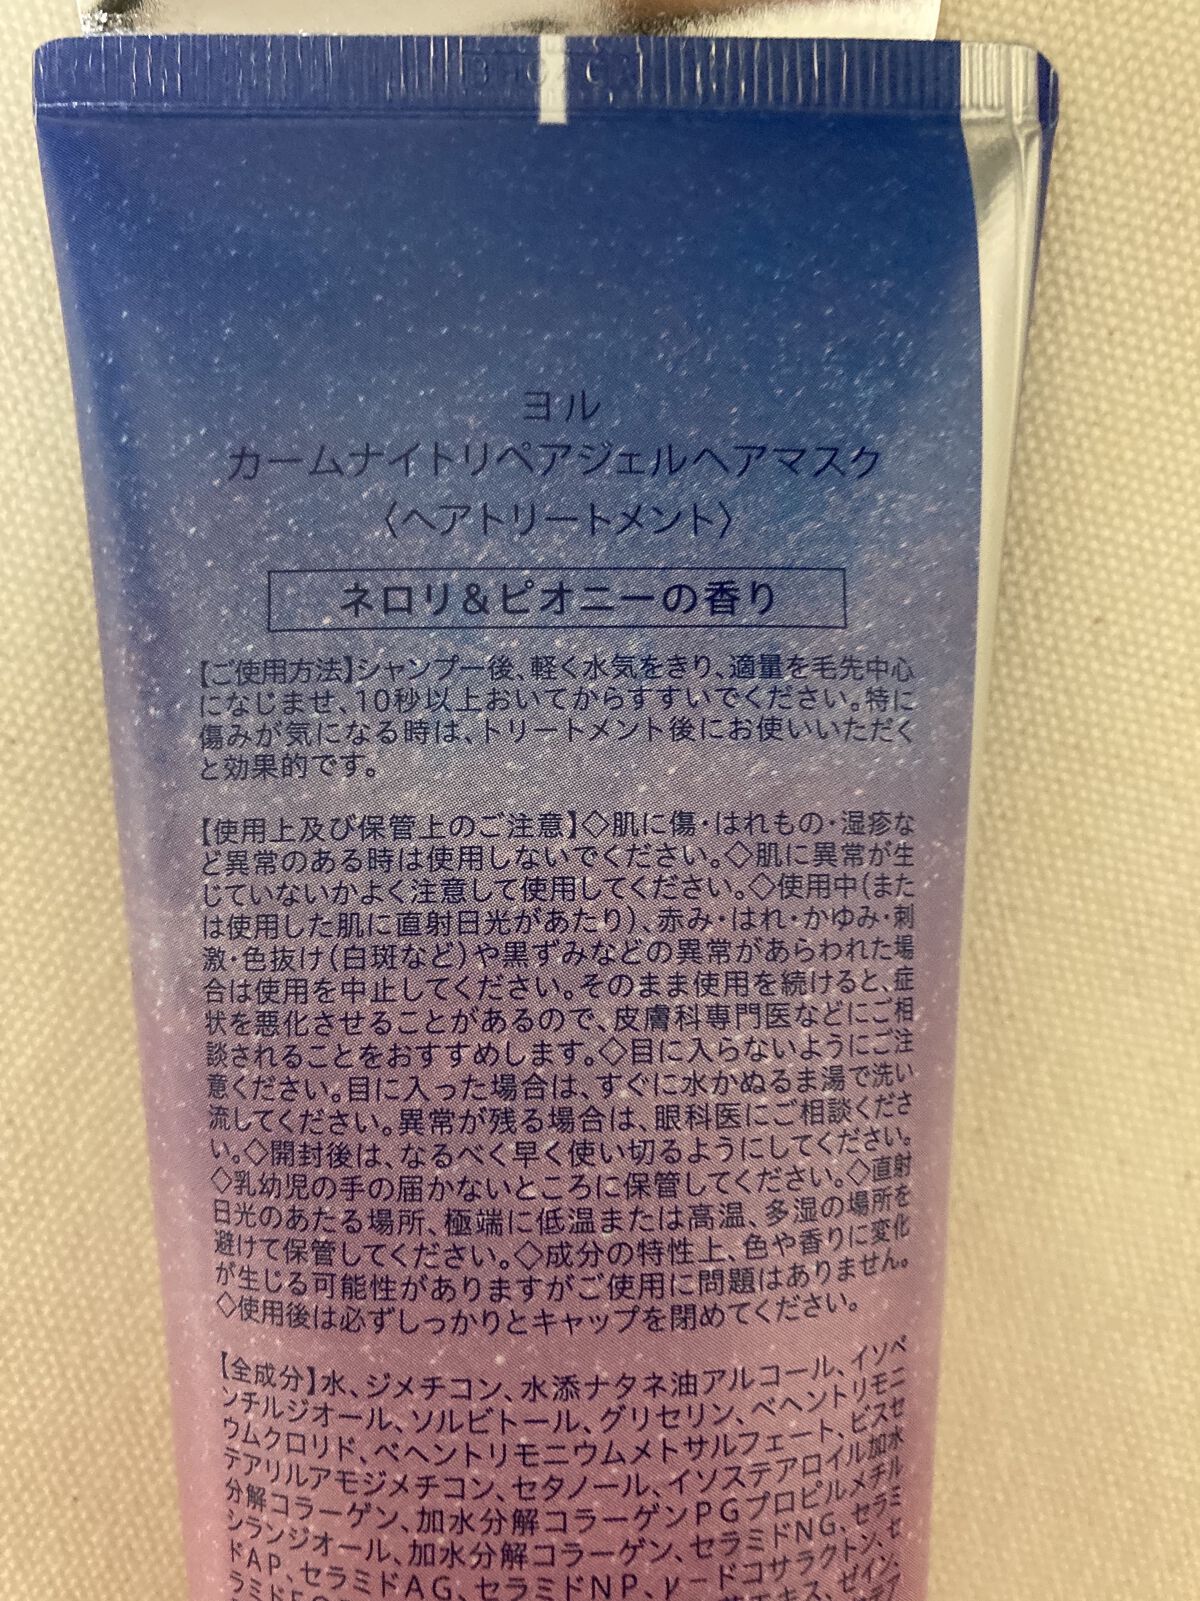 ヨル
カームナイトリペアジェルヘアマスク
〈ヘアトリートメント〉
ネロリ&ピオニーの香り
【ご使用方法】シャンプー後、軽く水気をきり、適量を毛先中心
になじませ、10秒以上おいてからすすいでください。特に
傷みが気になる時は、トリートメント後にお使いいただく
と効果的です。
【使用上及び保管上のご注意】◇肌に傷・はれもの・湿疹な
ど異常のある時は使用しないでください。◇肌に異常が生
じていないかよく注意して使用してください。◇使用中(また
は使用した肌に直射日光があたり)、赤み・はれ・かゆみ・刺
激・色抜け(白斑など)や黒ずみなどの異常があらわれた場
合は使用を中止してください。そのまま使用を続けると、症
状を悪化させることがあるので、皮膚科専門医などにご相
談されることをおすすめします。◇目に入らないようにご注
意ください。目に入った場合は、すぐに水かぬるま湯で洗い
流してください。異常が残る場合は、眼科医にご相談くださ
い。◇開封後は、なるべく早く使い切るようにしてください。
◇乳幼児の手の届かないところに保管してください。◇直射
日光のあたる場所、極端に低温または高温、多湿の場所を
避けて保管してください。◇成分の特性上、色や香りに変化
が生じる可能性がありますがご使用に問題はありません。
◇使用後は必ずしっかりとキャップを閉めてください。
【全成分】水、ジメチコン、水添ナタネ油アルコール、イソペ
ンチルジオール、ソルビトール、グリセリン、ベヘントリモニ
ウムクロリド、ベヘントリモニウムメトサルフェート、ビスセ
テアリルアモジメチコン、セタノール、イソステアロイル加水
分解コラーゲン、加水分解コラーゲンPGプロピルメチル
シランジオール、加水分解コラーゲン、セラミドNG、セラミ
ドAP、セラミドAG、セラミドNP、γ-ドコサラクトン、セ
エキス、ゼイン、